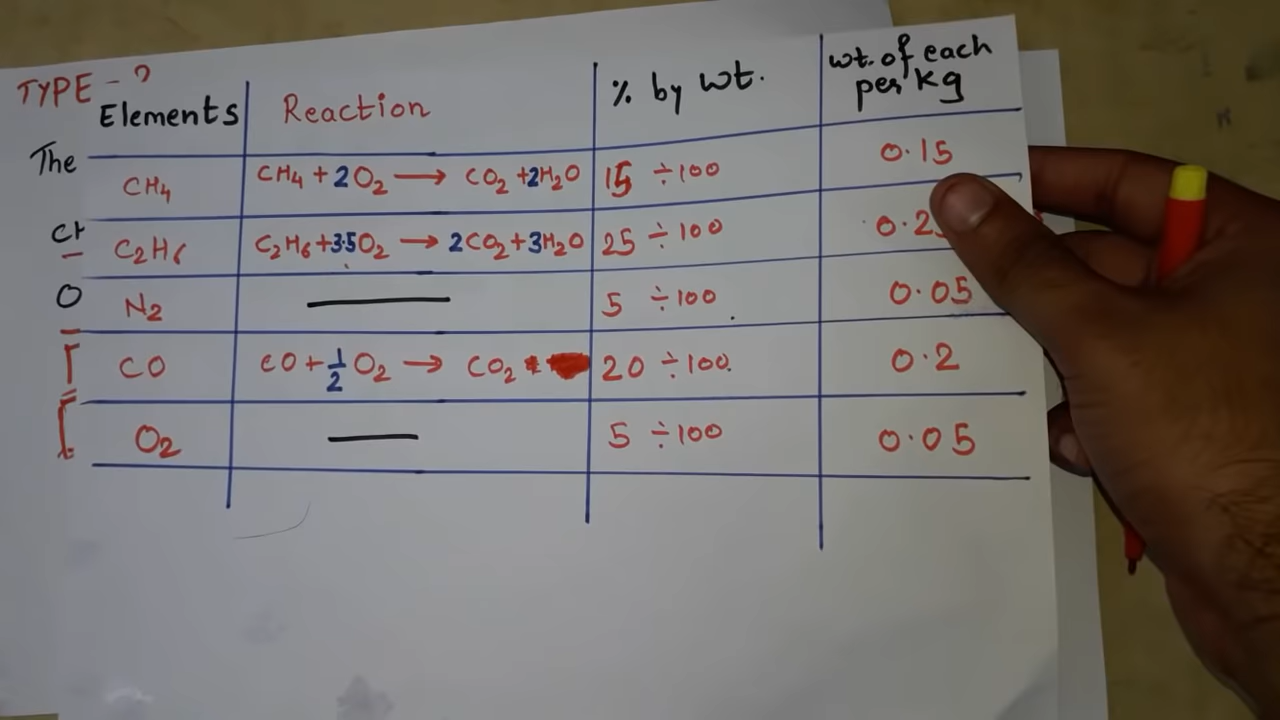 TYPE - ?
Elements Reaction % by wt. wt. of each per kg
The
CH4 CH4 + 2O2 → CO2 + 2H2O 15 ÷100 0.15
C2H6 C2H6 + 3.5O2 → 2CO2 + 3H2O 25 ÷100 0.2
O N2 5 ÷100 0.05
CO CO + 1/2 O2 → CO2 20 ÷100 0.2
O2 5 ÷100 0.05